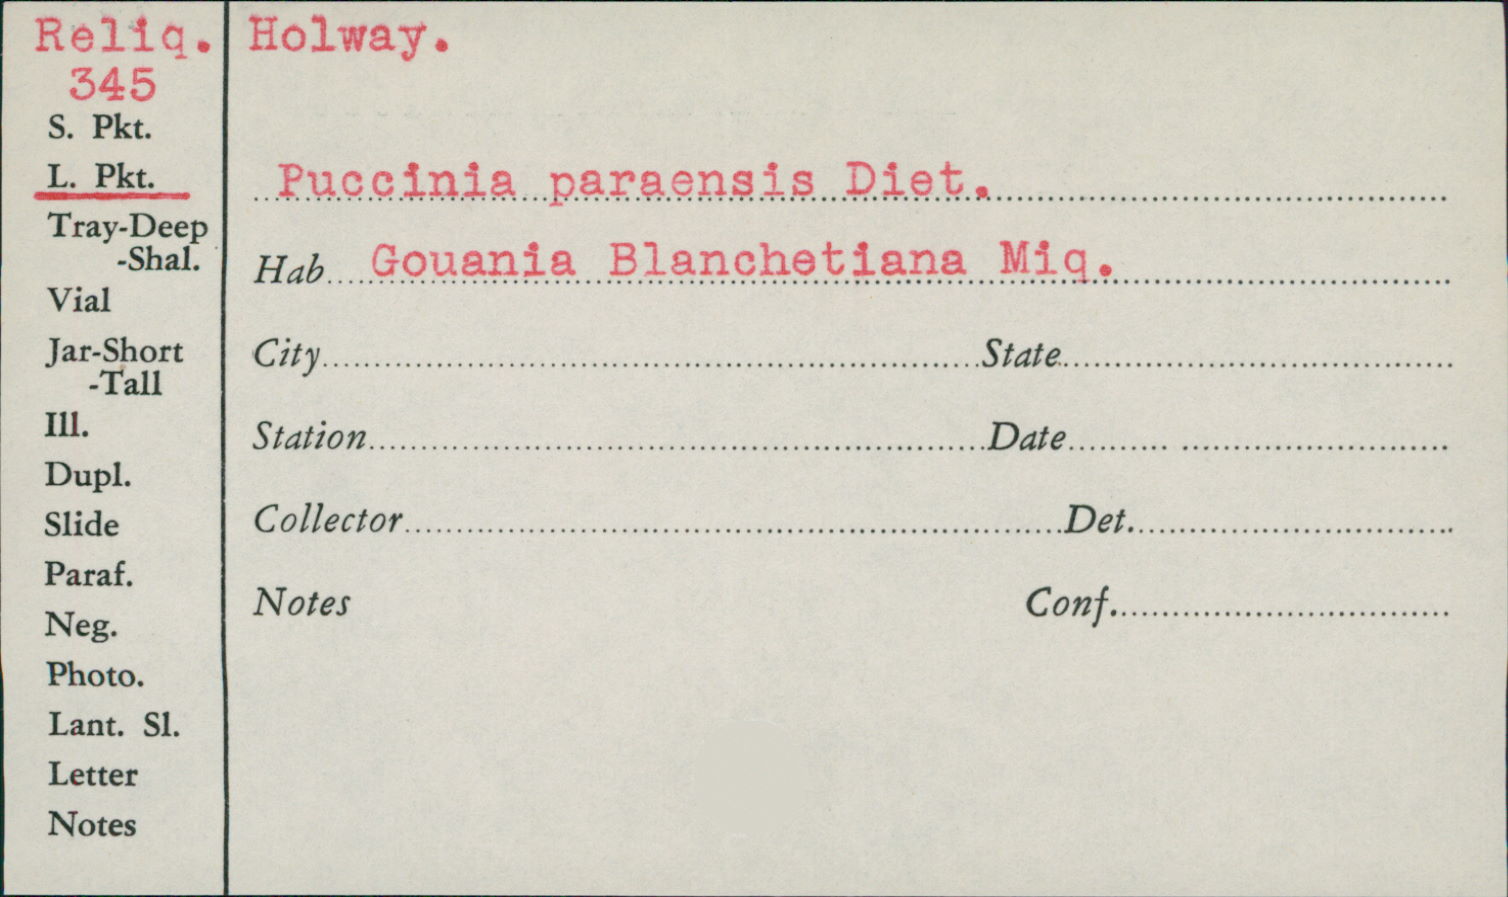 Reliq. Holway.
345
S. Pkt.
L. Pkt.
Puccinia paraensis Diet.
Tray-Deep
-Shal.
Hab Gouania Blanchetiana Miq.
Vial
Jar-Short
-Tall
City State
Ill.
Station Date
Dupl.
Slide
Collector Det.
Paraf.
Neg.
Notes Conf.
Photo.
Lant. Sl.
Letter
Notes